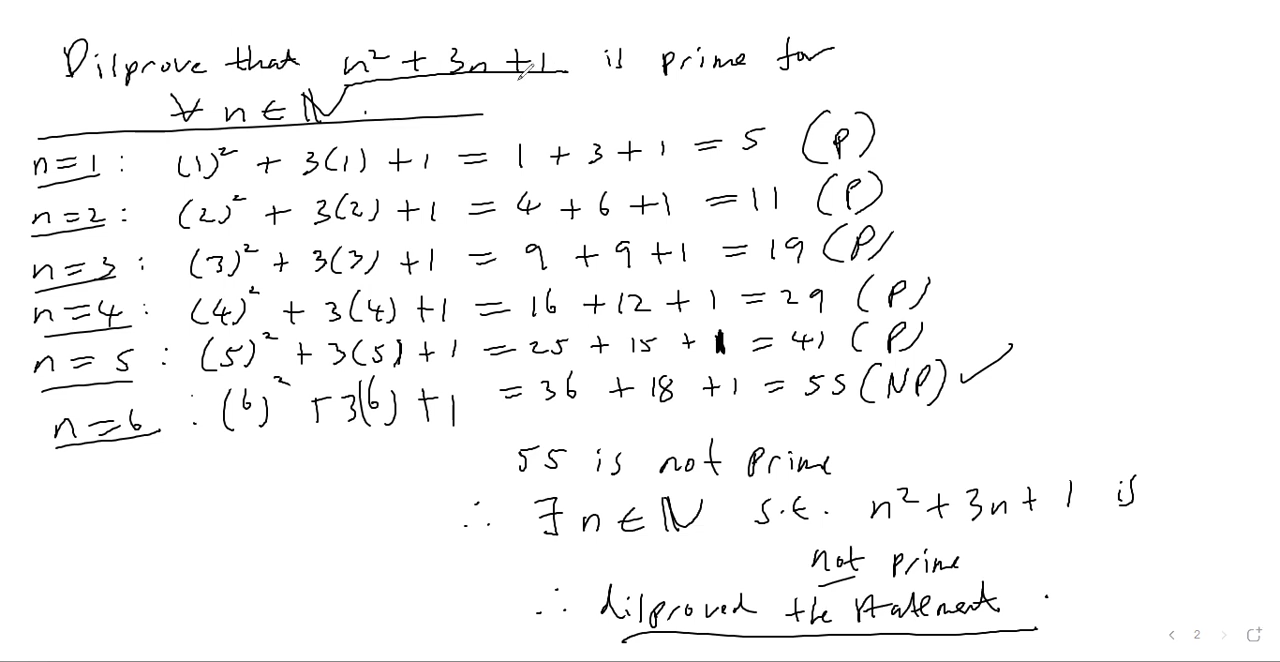 Disprove that n² + 3n + 1 is prime for
∀ n ∈ ℕ.
n=1 : (1)² + 3(1) + 1 = 1 + 3 + 1 = 5 (P)
n=2 : (2)² + 3(2) + 1 = 4 + 6 + 1 = 11 (P)
n=3 : (3)² + 3(3) + 1 = 9 + 9 + 1 = 19 (P)
n=4 : (4)² + 3(4) + 1 = 16 + 12 + 1 = 29 (P)
n=5 : (5)² + 3(5) + 1 = 25 + 15 + 1 = 41 (P)
n=6 : (6)² + 3(6) + 1 = 36 + 18 + 1 = 55 (NP) ✓
55 is not prime
∴ ∃ n ∈ ℕ s.t. n² + 3n + 1 is
not prime
∴ disproved the statement.
< 2 >